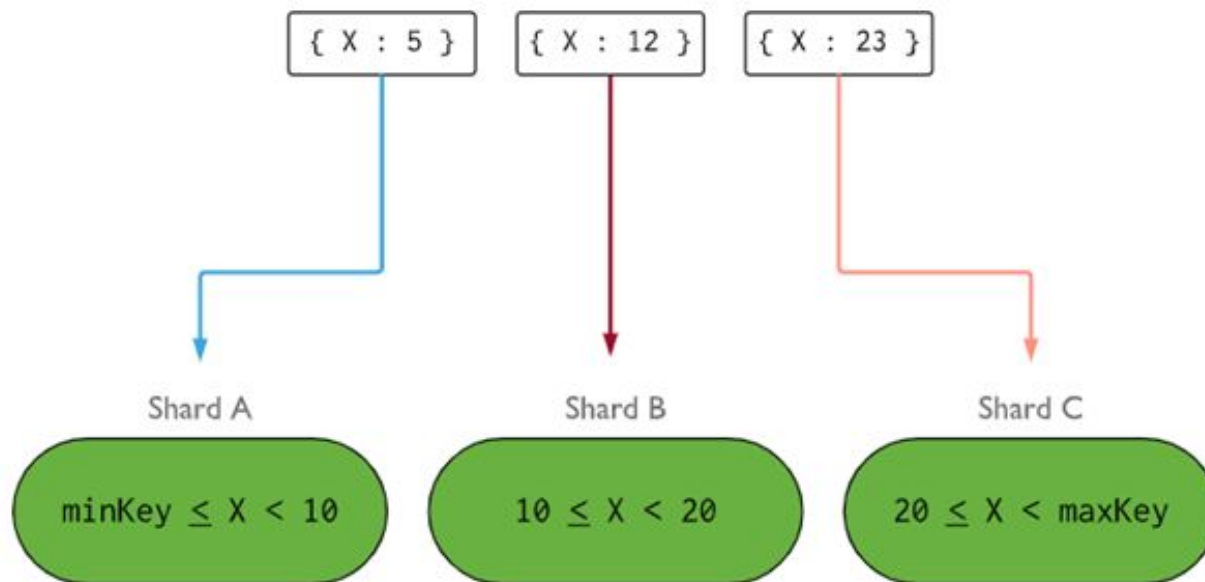 { X : 5 } { X : 12 } { X : 23 }
Shard A Shard B Shard C
minKey ≤ X < 10 10 ≤ X < 20 20 ≤ X < maxKey